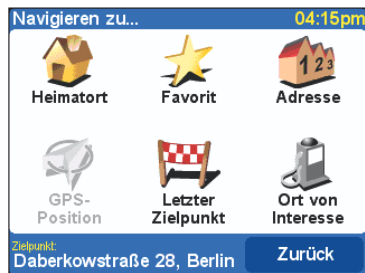 Navigieren zu...
04:15pm
Heimatort
Favorit
Adresse
123
GPS-
Position
Letzter
Zielpunkt
Ort von
Interesse
Zielpunkt:
Daberkowstraße 28, Berlin
Zurück